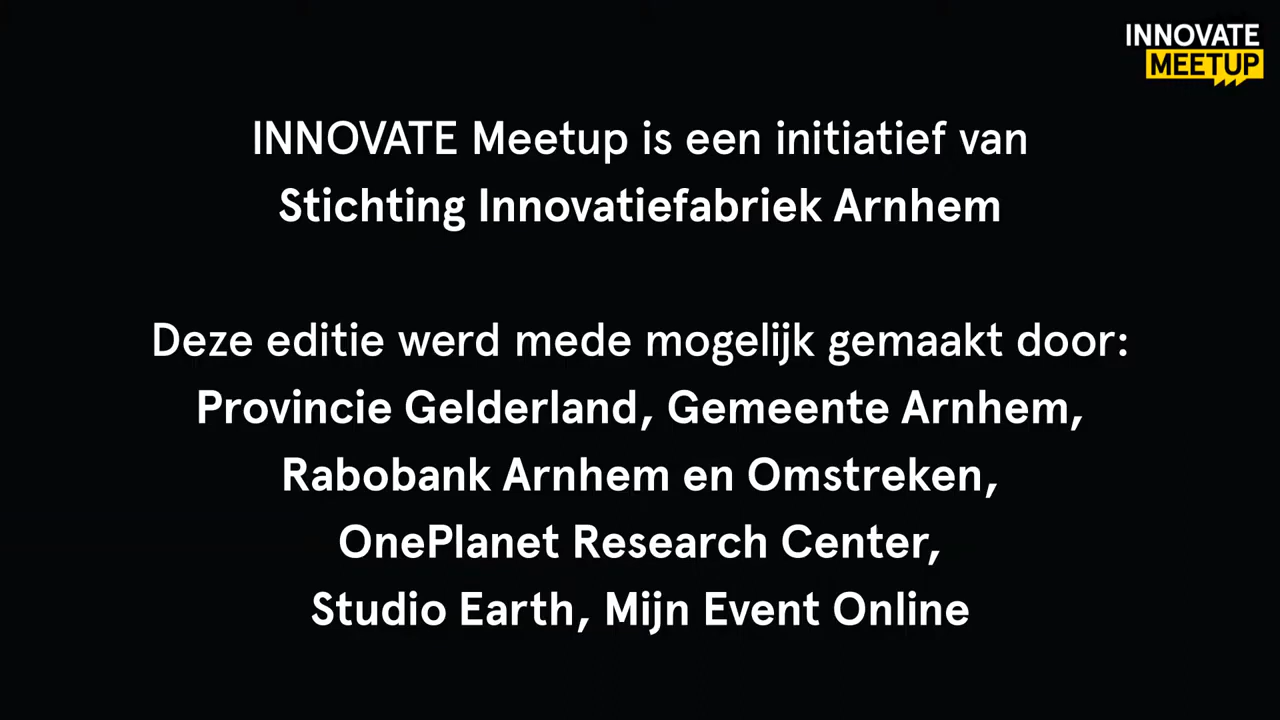 INNOVATE
MEETUP
INNOVATE Meetup is een initiatief van
Stichting Innovatiefabriek Arnhem
Deze editie werd mede mogelijk gemaakt door:
Provincie Gelderland, Gemeente Arnhem,
Rabobank Arnhem en Omstreken,
OnePlanet Research Center,
Studio Earth, Mijn Event Online